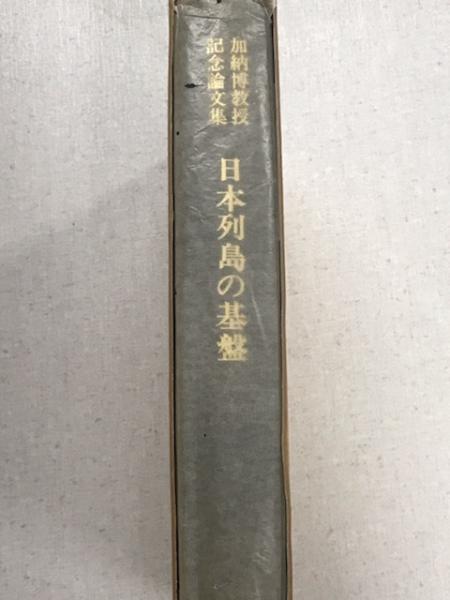 加納博教授
記念論文集
日本列島の基盤